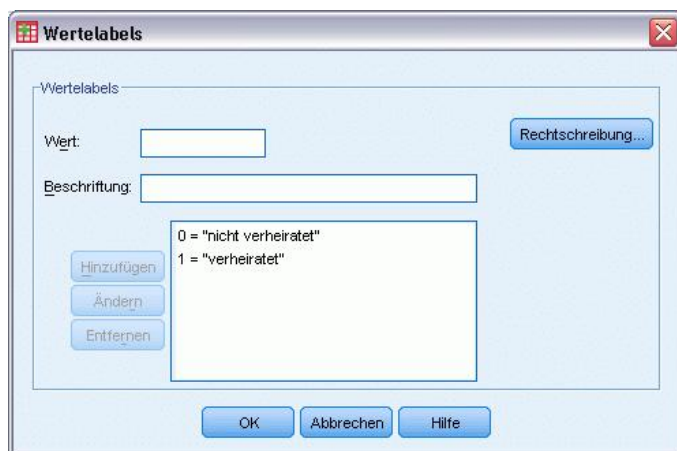 Wertelabels
Wertelabels
Wert:
Rechtschreibung...
Beschriftung:
0 = "nicht verheiratet"
1 = "verheiratet"
Hinzufügen
Ändern
Entfernen
OK
Abbrechen
Hilfe